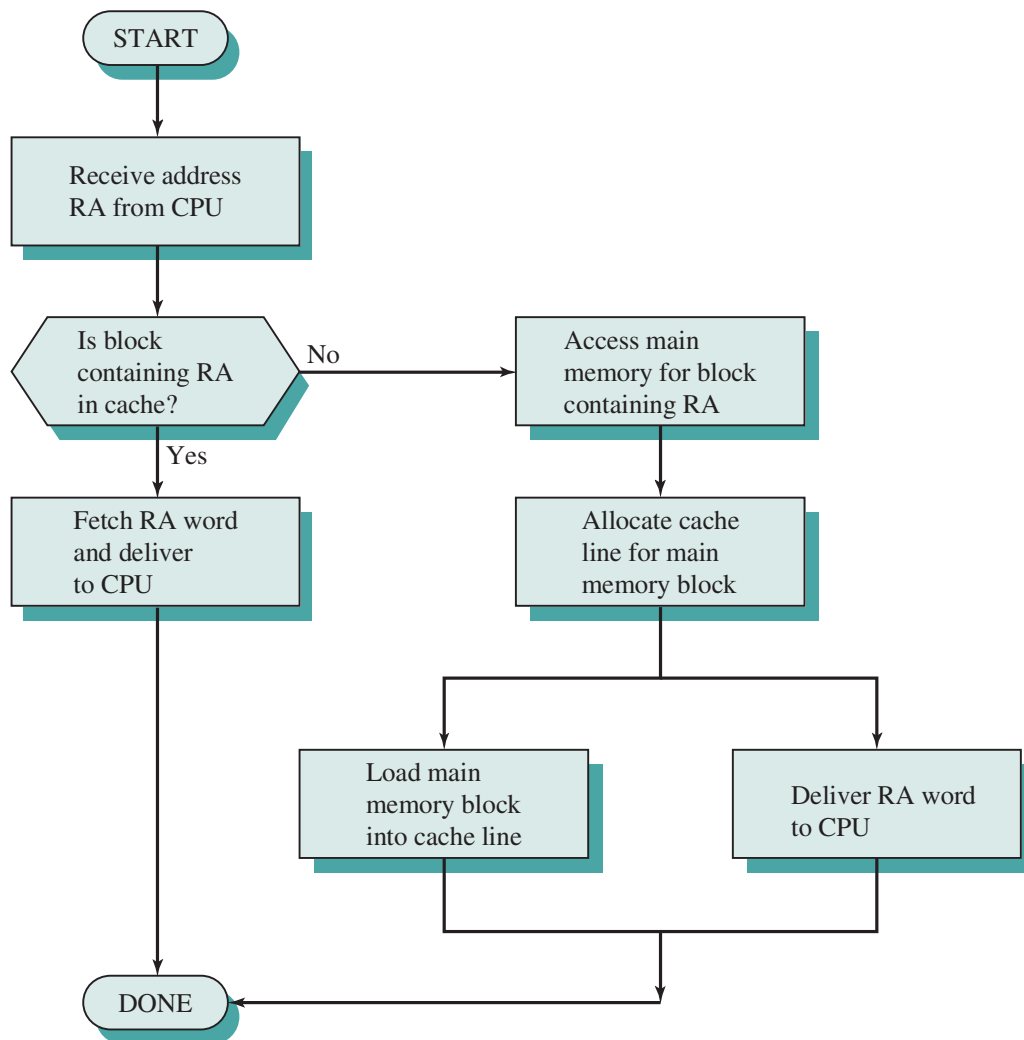 START
Receive address
RA from CPU
Is block
containing RA
in cache?
No
Access main
memory for block
containing RA
Yes
Fetch RA word
and deliver
to CPU
Allocate cache
line for main
memory block
Load main
memory block
into cache line
Deliver RA word
to CPU
DONE